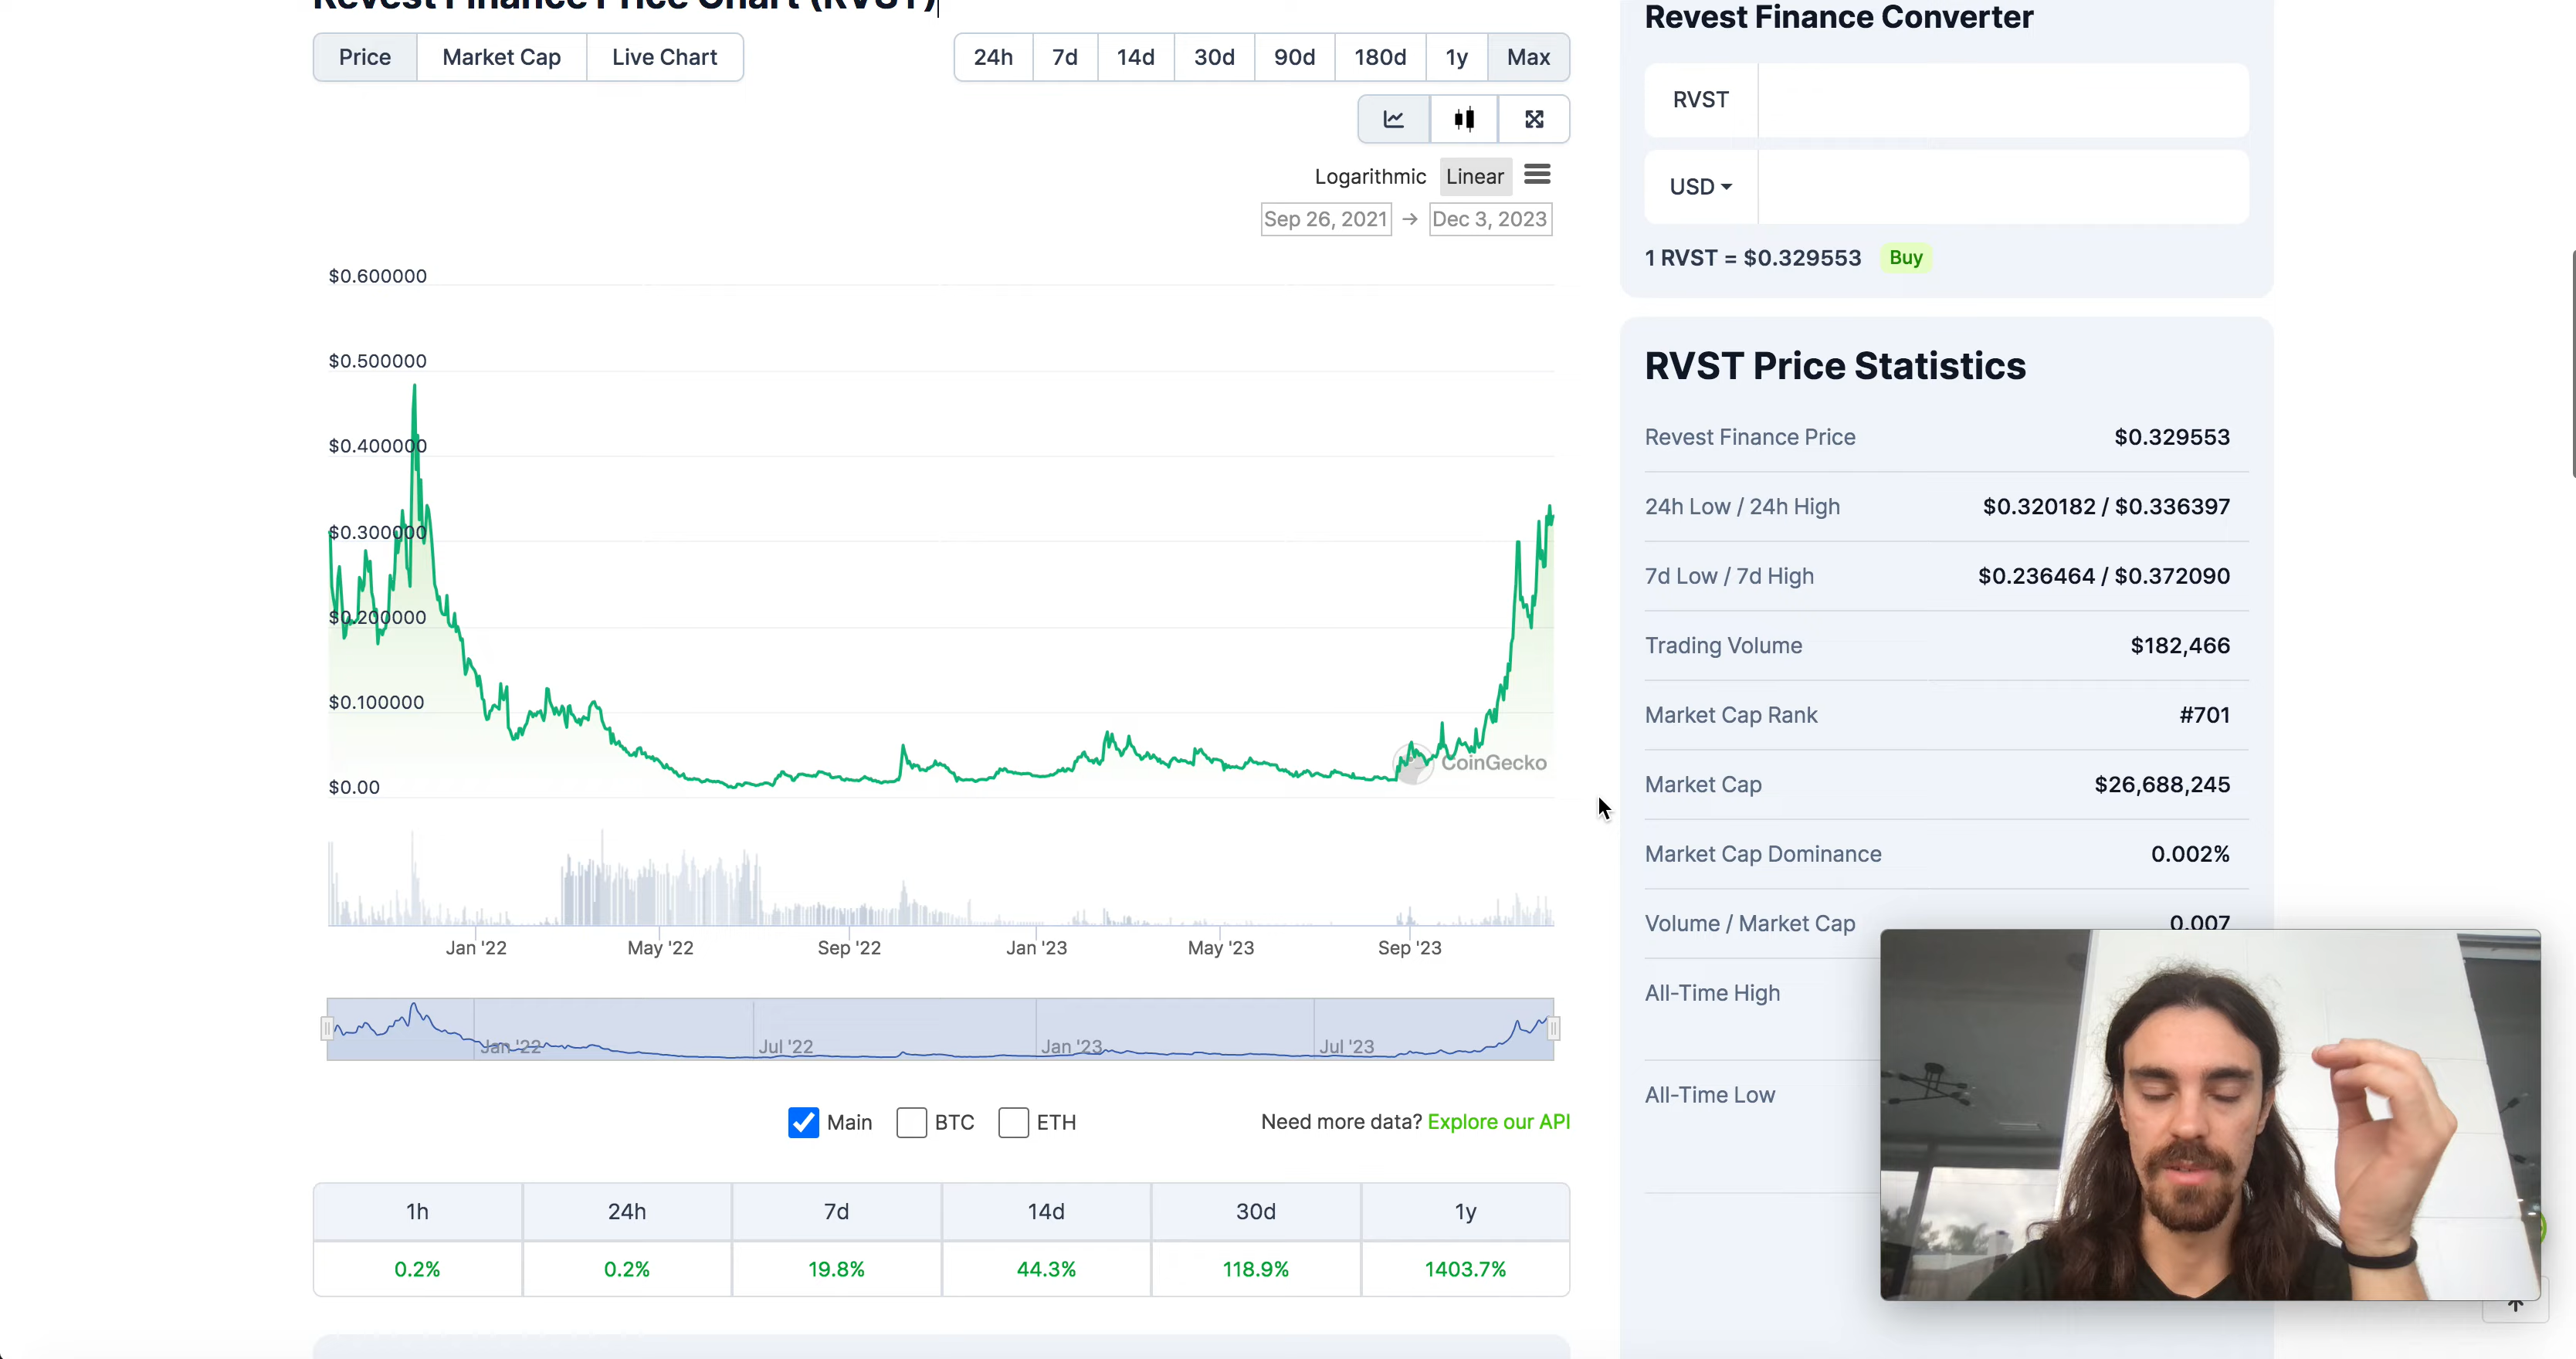 Revest Finance Price Chart (RVST)
Price Market Cap Live Chart
24h 7d 14d 30d 90d 180d 1y Max
Logarithmic Linear
Sep 26, 2021 → Dec 3, 2023
$0.600000
$0.500000
$0.400000
$0.300000
$0.200000
$0.100000
$0.00
CoinGecko
Jan '22 May '22 Sep '22 Jan '23 May '23 Sep '23
Jan '22 Jul '22 Jan '23 Jul '23
Main BTC ETH
Need more data? Explore our API
1h 24h 7d 14d 30d 1y
0.2% 0.2% 19.8% 44.3% 118.9% 1403.7%
Revest Finance Converter
RVST
USD
1 RVST = $0.329553 Buy
RVST Price Statistics
Revest Finance Price $0.329553
24h Low / 24h High $0.320182 / $0.336397
7d Low / 7d High $0.236464 / $0.372090
Trading Volume $182,466
Market Cap Rank #701
Market Cap $26,688,245
Market Cap Dominance 0.002%
Volume / Market Cap 0.007
All-Time High
All-Time Low